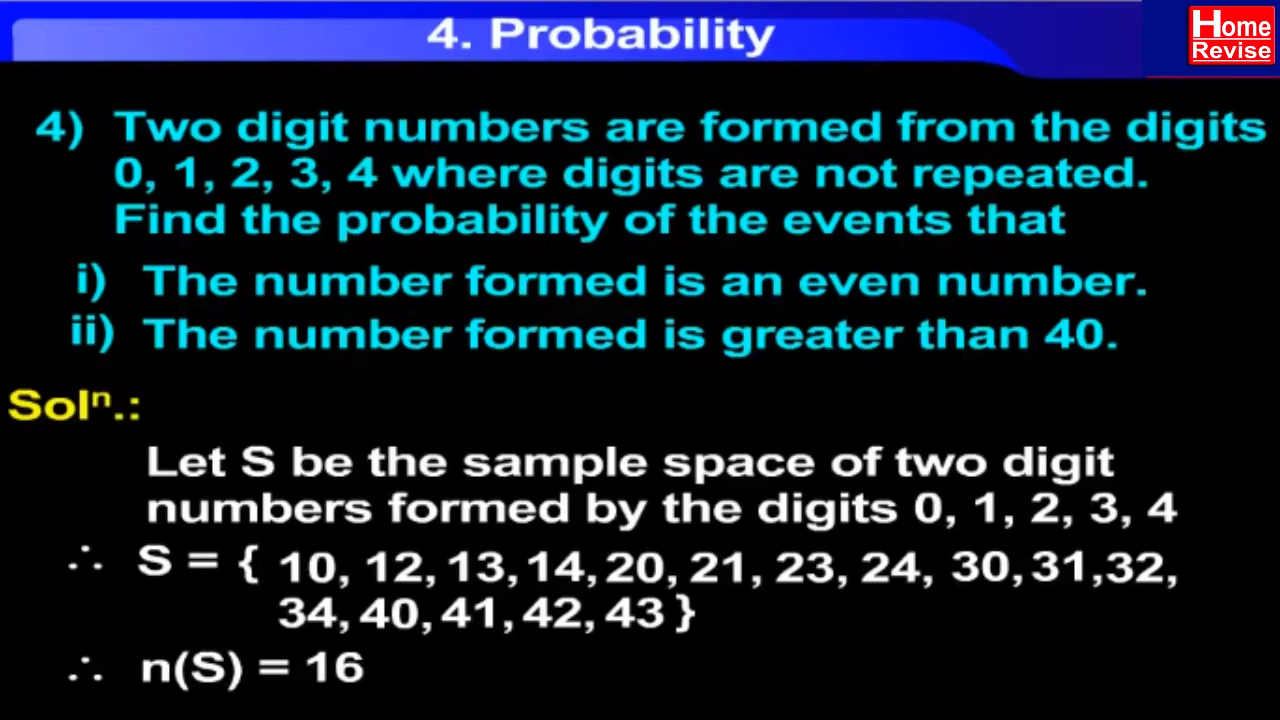 4. Probability
Home
Revise
4) Two digit numbers are formed from the digits
0, 1, 2, 3, 4 where digits are not repeated.
Find the probability of the events that
i) The number formed is an even number.
ii) The number formed is greater than 40.
Solⁿ.:
Let S be the sample space of two digit
numbers formed by the digits 0, 1, 2, 3, 4
∴ S = { 10, 12, 13, 14, 20, 21, 23, 24, 30, 31, 32,
34, 40, 41, 42, 43 }
∴ n(S) = 16